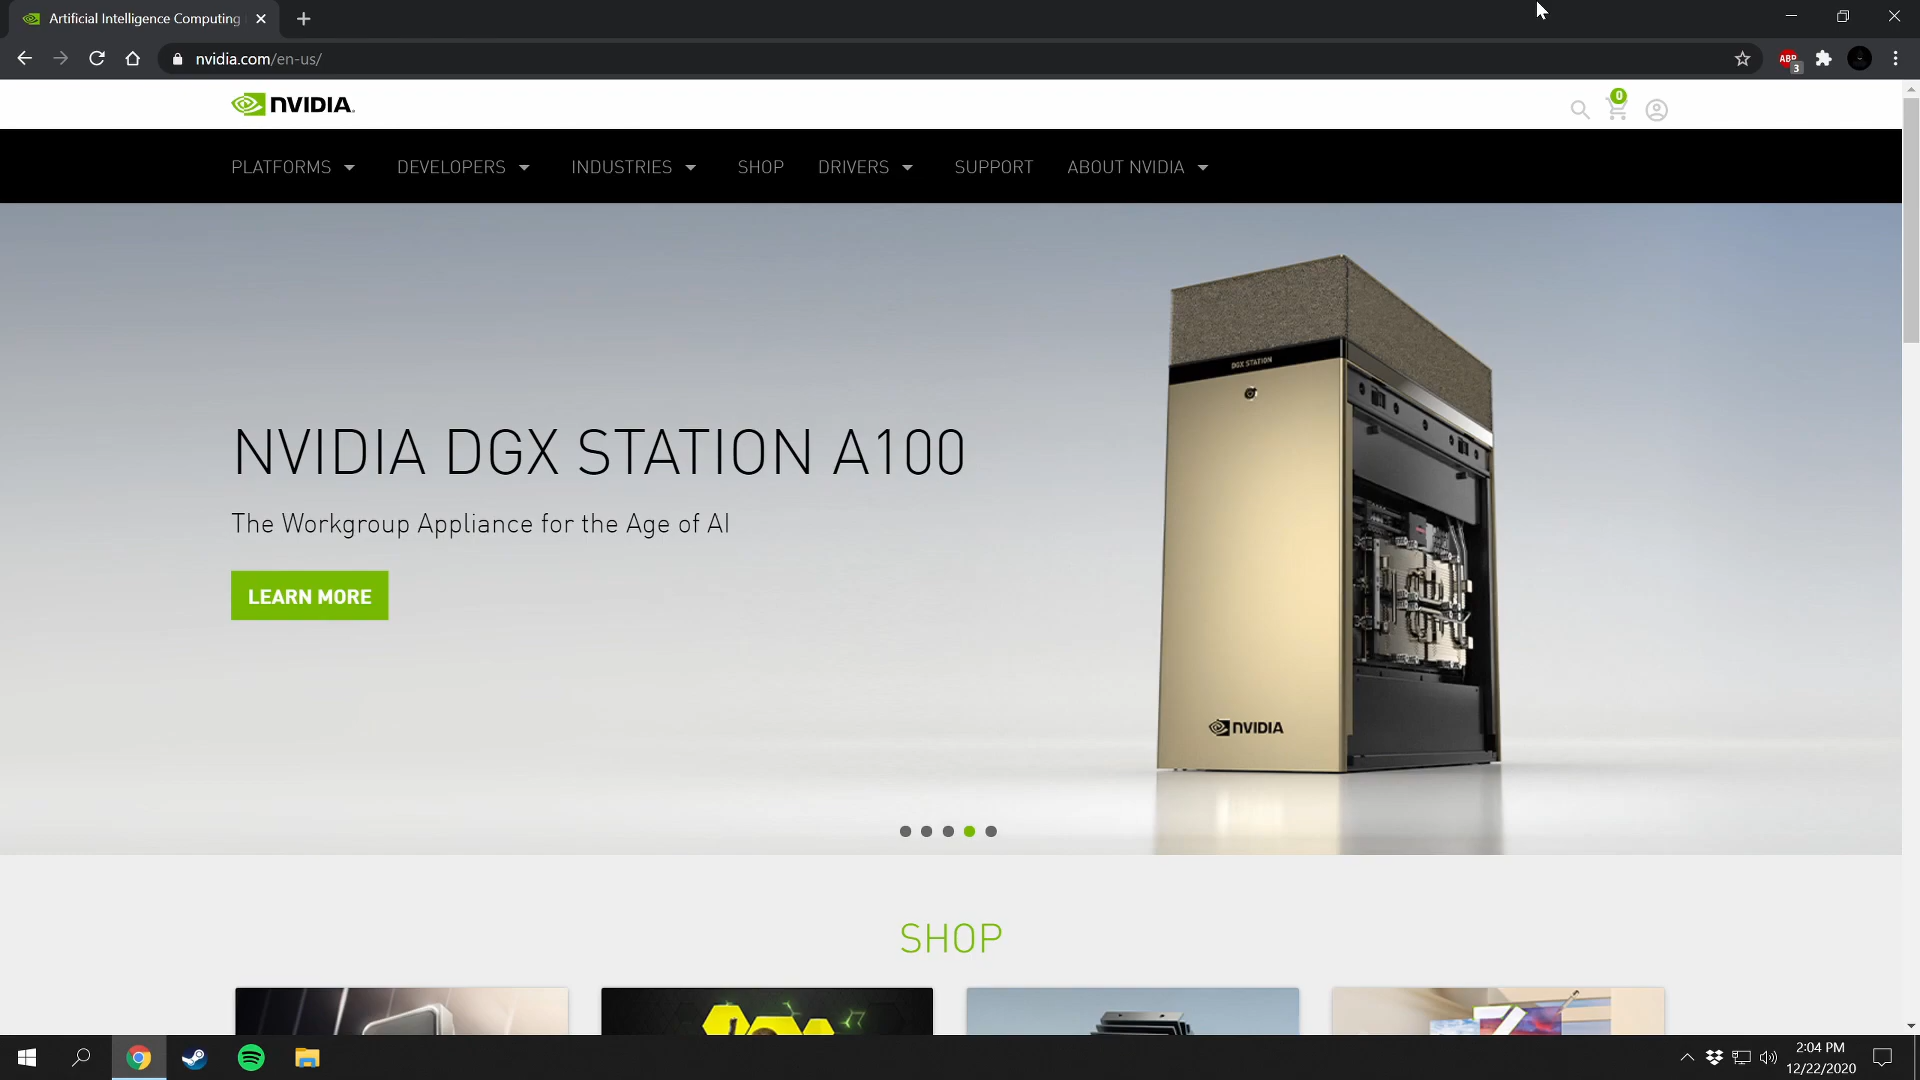 Artificial Intelligence Computing
nvidia.com/en-us/
ABP
3
NVIDIA.
0
PLATFORMS DEVELOPERS INDUSTRIES SHOP DRIVERS SUPPORT ABOUT NVIDIA
DGX STATION
NVIDIA DGX STATION A100
The Workgroup Appliance for the Age of AI
LEARN MORE
NVIDIA
SHOP
2:04 PM
12/22/2020